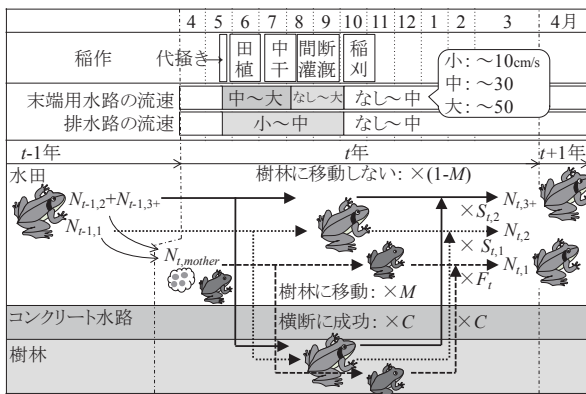 4 5 6 7 8 9 10 11 12 1 2 3 4月
稲作 代掻き 田植 中干 間断灌漑 稲刈
小: ～10cm/s
中: ～30
大: ～50
末端用水路の流速 中～大 なし～大 なし～中
排水路の流速 小～中 なし～中
t-1年 t年 t+1年
水田 樹林に移動しない: ×(1-M)
N_{t-1,2}+N_{t-1,3+} N_{t,3+}
×S_{t,2}
N_{t-1,1} N_{t,2}
×S_{t,1}
N_{t,mother} N_{t,1}
×F_t
樹林に移動: ×M
コンクリート水路 横断に成功: ×C ×C
樹林